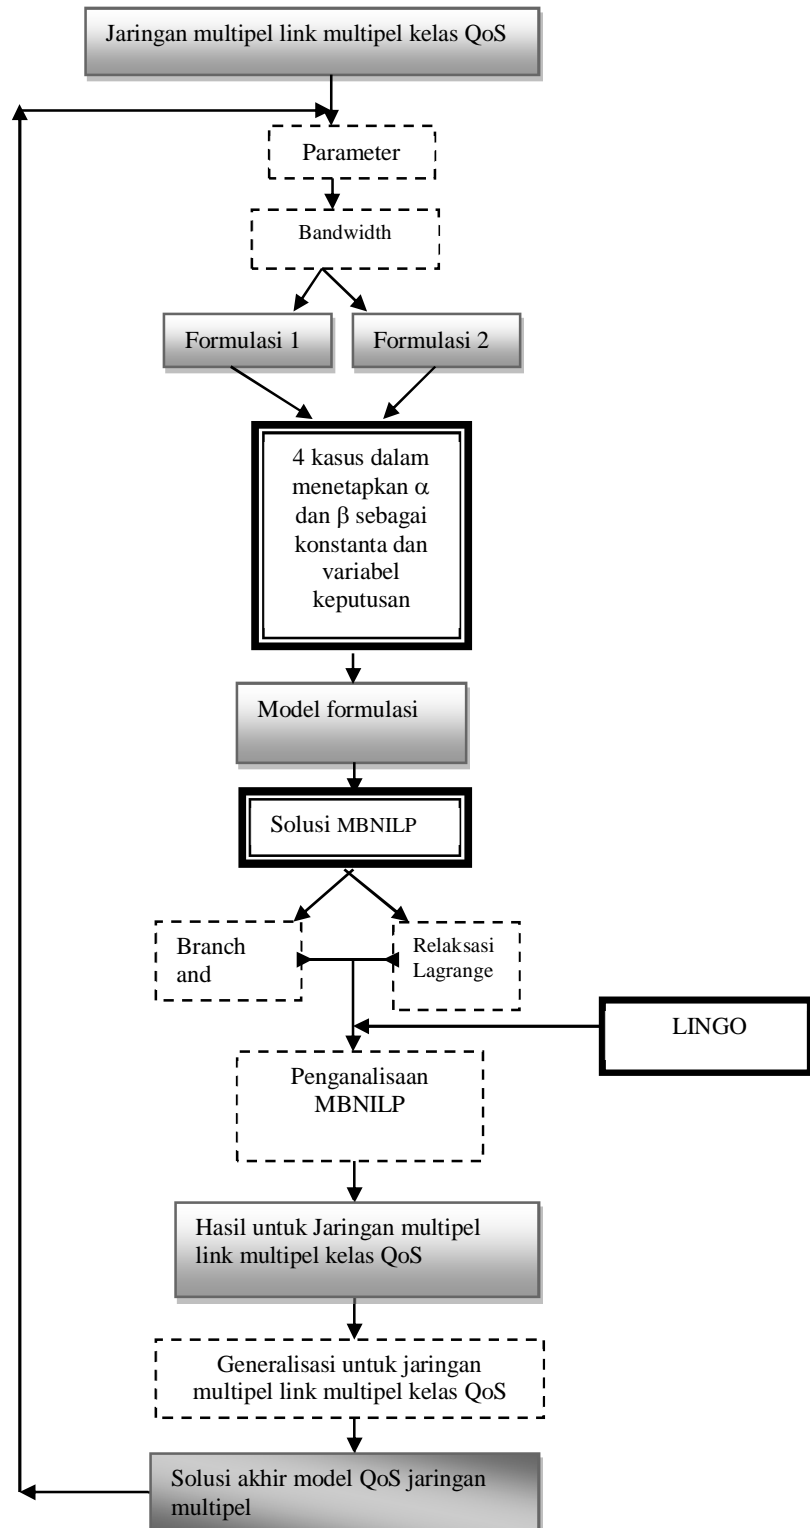 Jaringan multipel link multipel kelas QoS
Parameter
Bandwidth
Formulasi 1
Formulasi 2
4 kasus dalam
menetapkan α
dan β sebagai
konstanta dan
variabel
keputusan
Model formulasi
Solusi MBNILP
Branch
and
Relaksasi
Lagrange
LINGO
Penganalisaan
MBNILP
Hasil untuk Jaringan multipel
link multipel kelas QoS
Generalisasi untuk jaringan
multipel link multipel kelas QoS
Solusi akhir model QoS jaringan
multipel